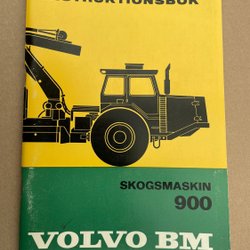 INSTRUKTIONSBOK
SKOGSMASKIN
900
VOLVO BM